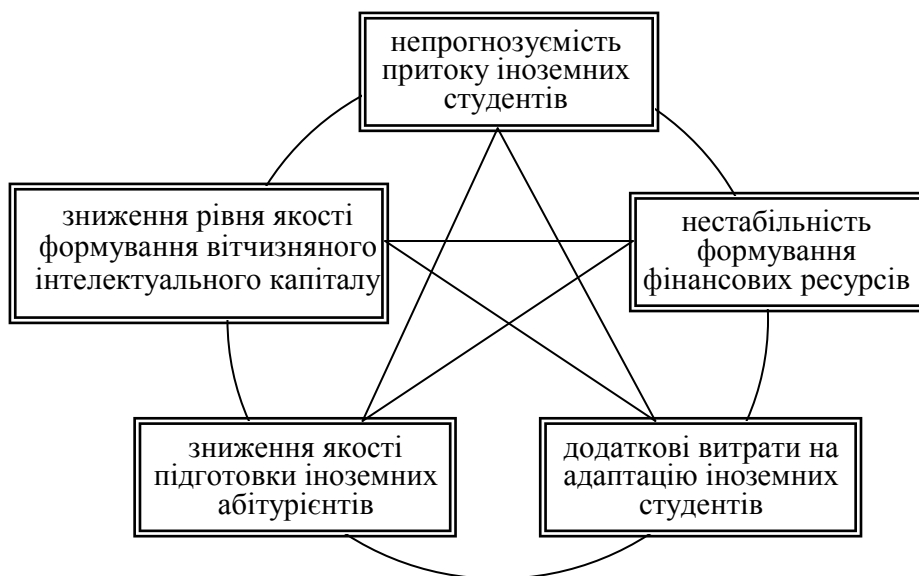 непрогнозуємість
притоку іноземних
студентів
зниження рівня якості
формування вітчизняного
інтелектуального капіталу
нестабільність
формування
фінансових ресурсів
зниження якості
підготовки іноземних
абітурієнтів
додаткові витрати на
адаптацію іноземних
студентів